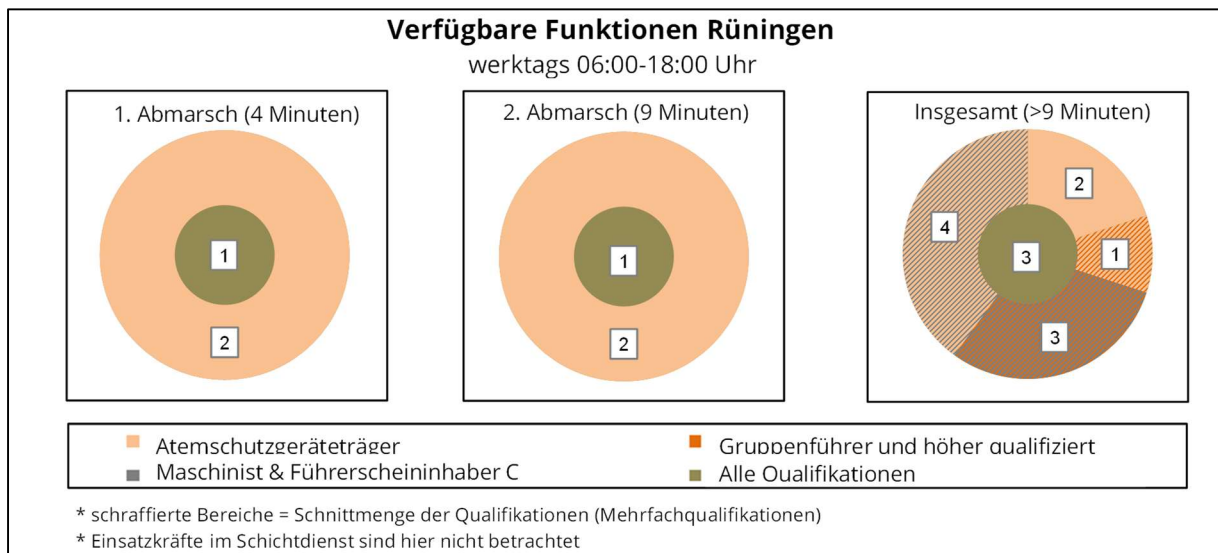 Verfügbare Funktionen Rüningen
werktags 06:00-18:00 Uhr
1. Abmarsch (4 Minuten)
1
2
2. Abmarsch (9 Minuten)
1
2
Insgesamt (>9 Minuten)
2
4
3
1
3
Atemschutzgeräteträger
Gruppenführer und höher qualifiziert
Maschinist & Führerscheininhaber C
Alle Qualifikationen
* schraffierte Bereiche = Schnittmenge der Qualifikationen (Mehrfachqualifikationen)
* Einsatzkräfte im Schichtdienst sind hier nicht betrachtet